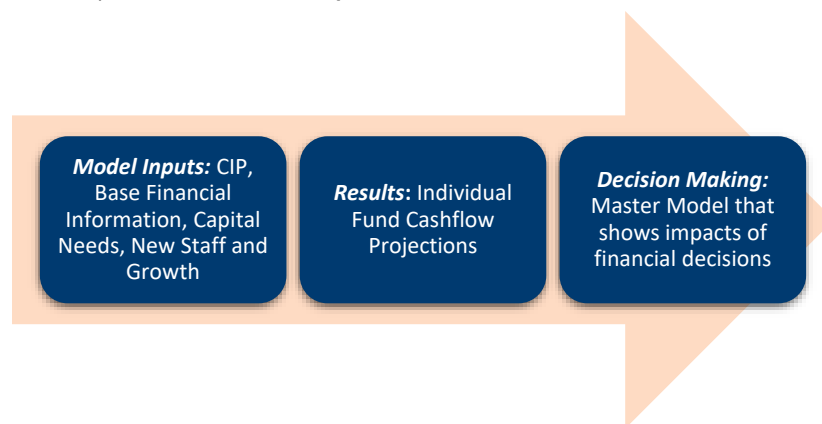 Model Inputs: CIP,
Base Financial
Information, Capital
Needs, New Staff and
Growth
Results: Individual
Fund Cashflow
Projections
Decision Making:
Master Model that
shows impacts of
financial decisions